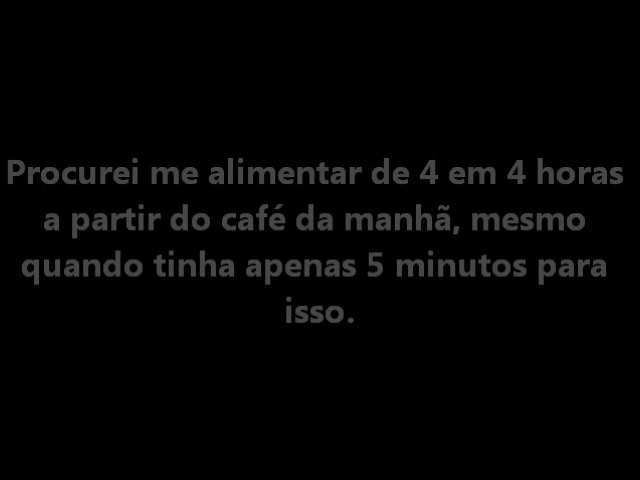 Procurei me alimentar de 4 em 4 horas
a partir do café da manhã, mesmo
quando tinha apenas 5 minutos para
isso.